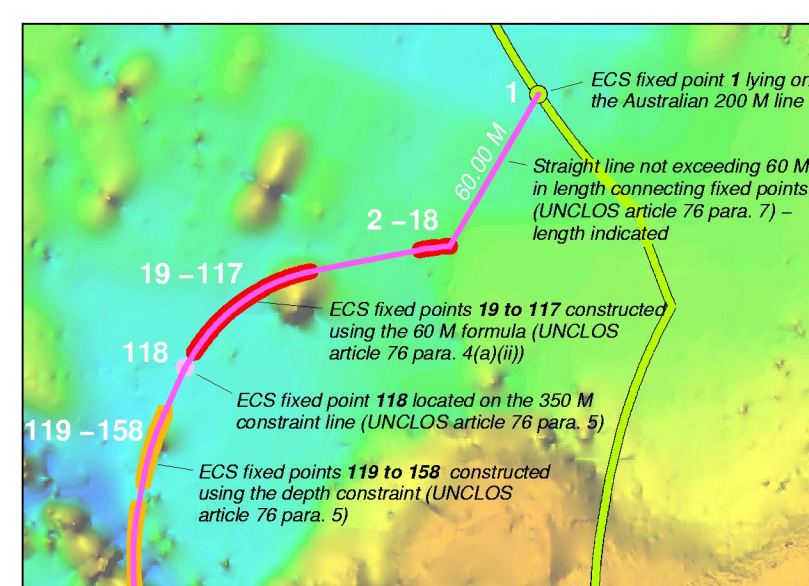 ECS fixed point 1 lying on
the Australian 200 M line
1
60.00 M
Straight line not exceeding 60 M
in length connecting fixed points
(UNCLOS article 76 para. 7) –
length indicated
2 –18
19 –117
ECS fixed points 19 to 117 constructed
using the 60 M formula (UNCLOS
article 76 para. 4(a)(ii))
118
ECS fixed point 118 located on the 350 M
constraint line (UNCLOS article 76 para. 5)
119 –158
ECS fixed points 119 to 158 constructed
using the depth constraint (UNCLOS
article 76 para. 5)